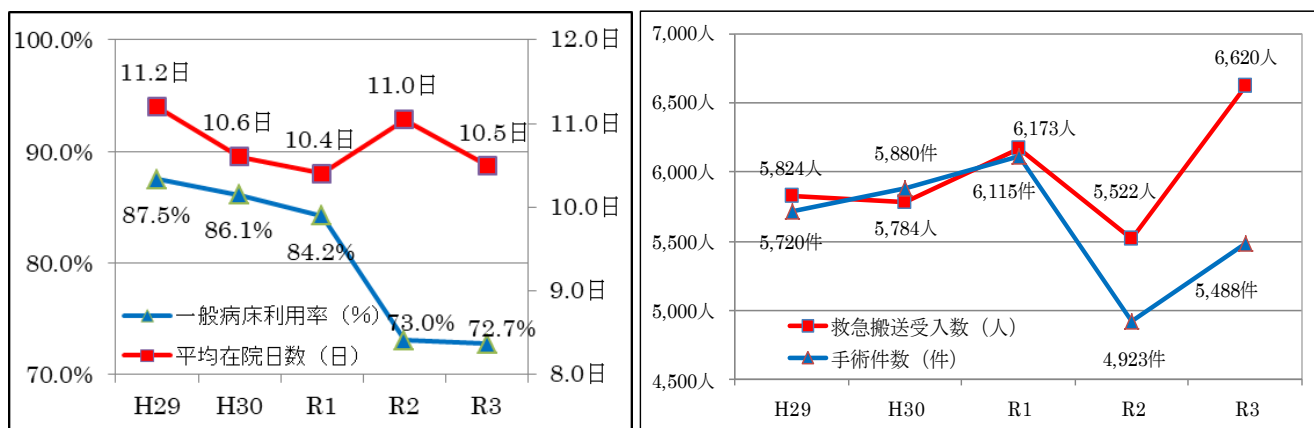 100.0%
90.0%
80.0%
70.0%
12.0日
11.0日
10.0日
9.0日
8.0日
11.2日
10.6日
10.4日
11.0日
10.5日
87.5%
86.1%
84.2%
73.0%
72.7%
一般病床利用率（%）
平均在院日数（日）
H29 H30 R1 R2 R3
7,000人
6,500人
6,000人
5,500人
5,000人
4,500人
5,824人
5,784人
6,173人
5,522人
6,620人
5,720件
5,880件
6,115件
4,923件
5,488件
救急搬送受入数（人）
手術件数（件）
H29 H30 R1 R2 R3